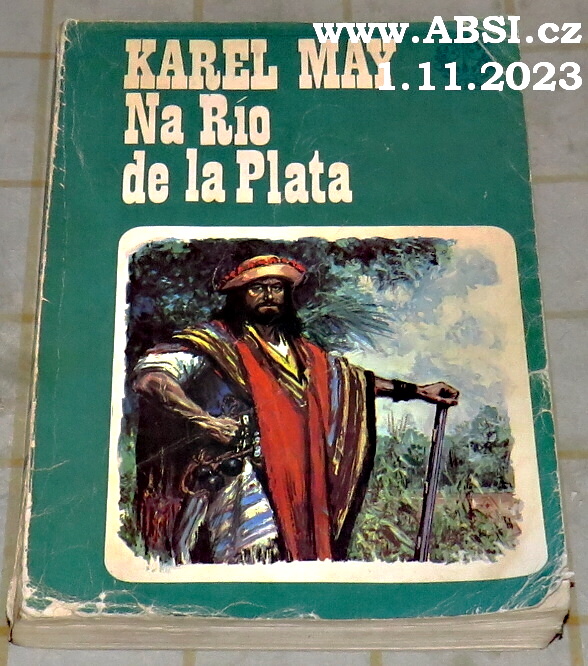 www.ABSI.cz
1.11.2023
KAREL MAY
Na Río
de la Plata